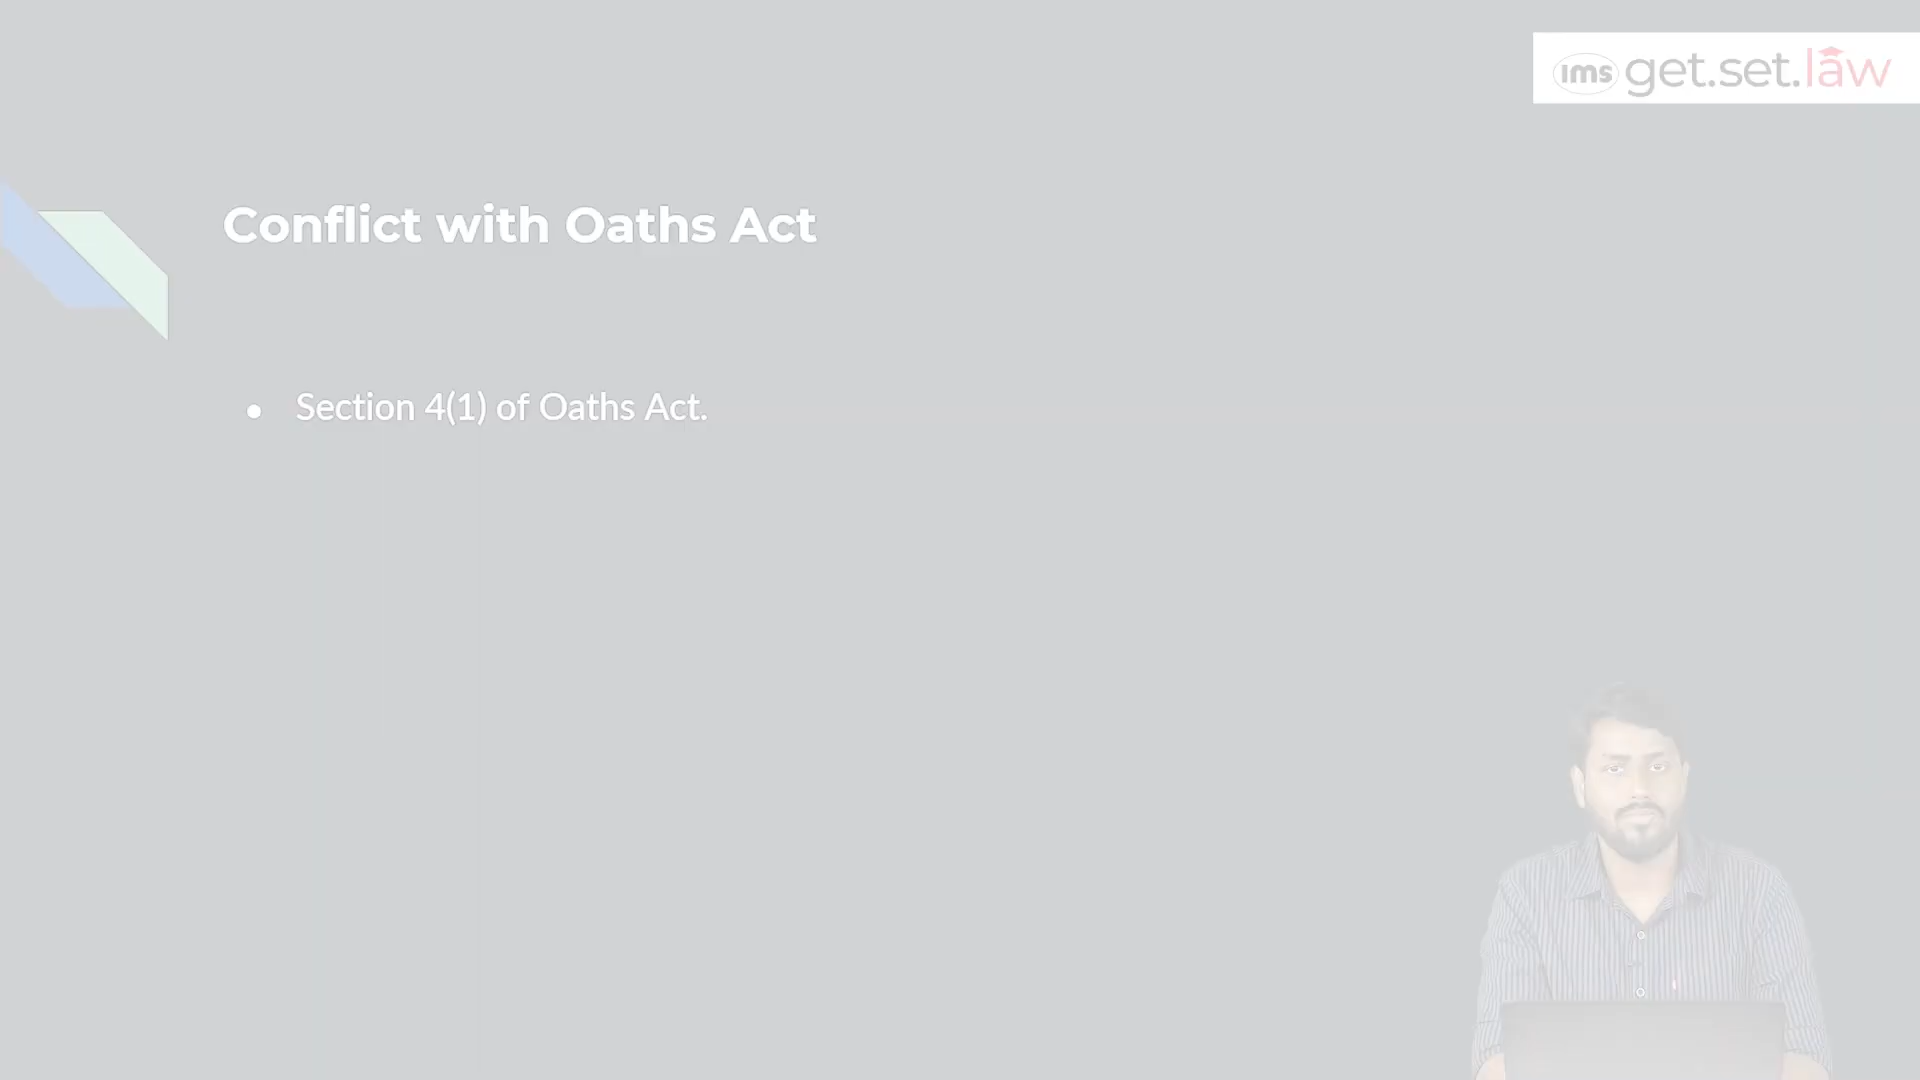 ims get.set.law
Conflict with Oaths Act
● Section 4(1) of Oaths Act.